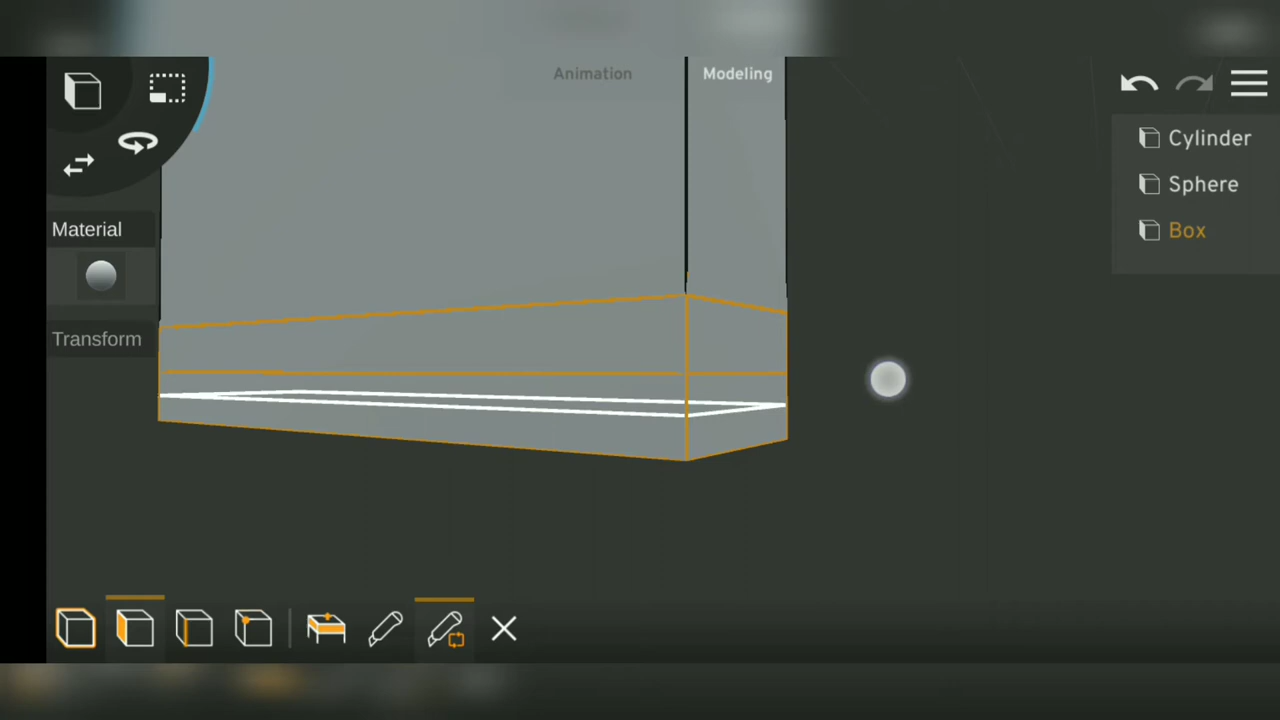 Animation
Modeling
Cylinder
Sphere
Box
Material
Transform